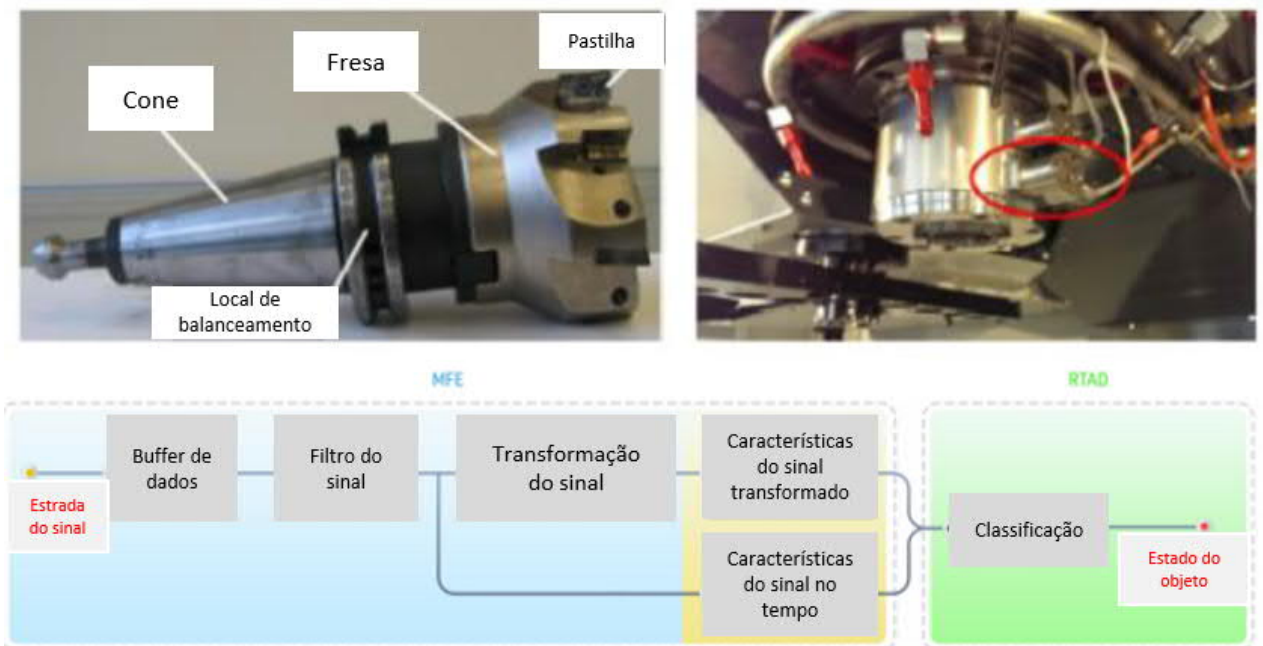 Pastilha
Fresa
Cone
Local de
balanceamento
MFE
RTAD
Buffer de
dados
Filtro do
sinal
Transformação
do sinal
Características
do sinal
transformado
Estrada
do sinal
Classificação
Características
do sinal no
tempo
Estado do
objeto